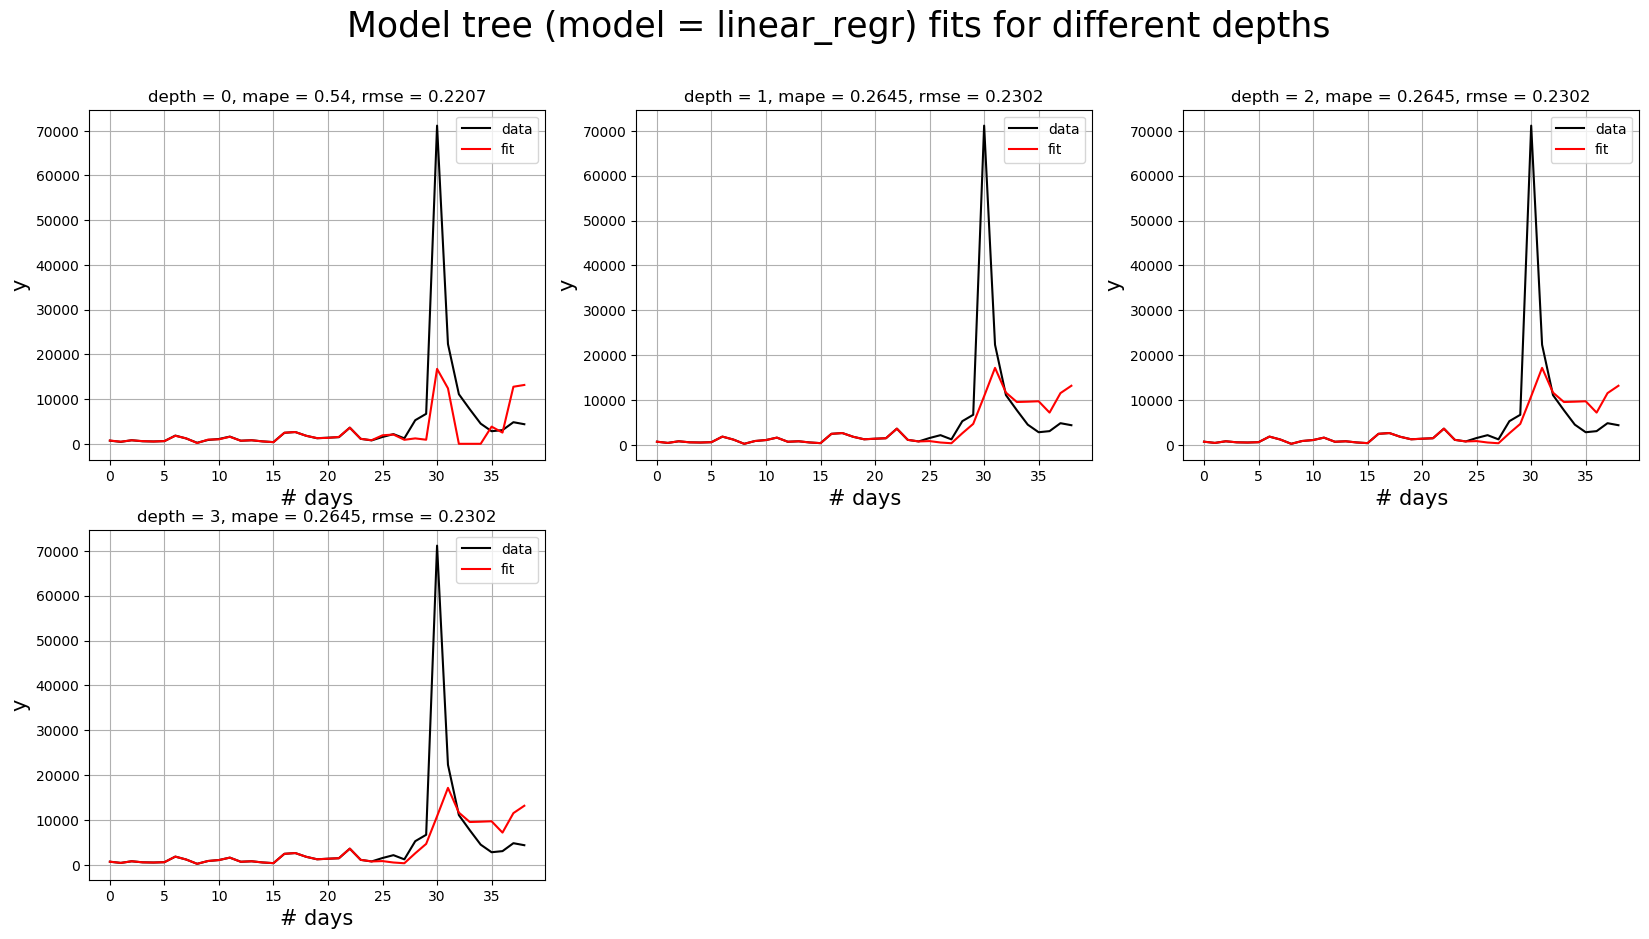 Model tree (model = linear_regr) fits for different depths
depth = 0, mape = 0.54, rmse = 0.2207
70000
60000
50000
40000
30000
20000
10000
0
y
data
fit
0 5 10 15 20 25 30 35
# days
depth = 1, mape = 0.2645, rmse = 0.2302
70000
60000
50000
40000
30000
20000
10000
0
y
data
fit
0 5 10 15 20 25 30 35
# days
depth = 2, mape = 0.2645, rmse = 0.2302
70000
60000
50000
40000
30000
20000
10000
0
y
data
fit
0 5 10 15 20 25 30 35
# days
depth = 3, mape = 0.2645, rmse = 0.2302
70000
60000
50000
40000
30000
20000
10000
0
y
data
fit
0 5 10 15 20 25 30 35
# days